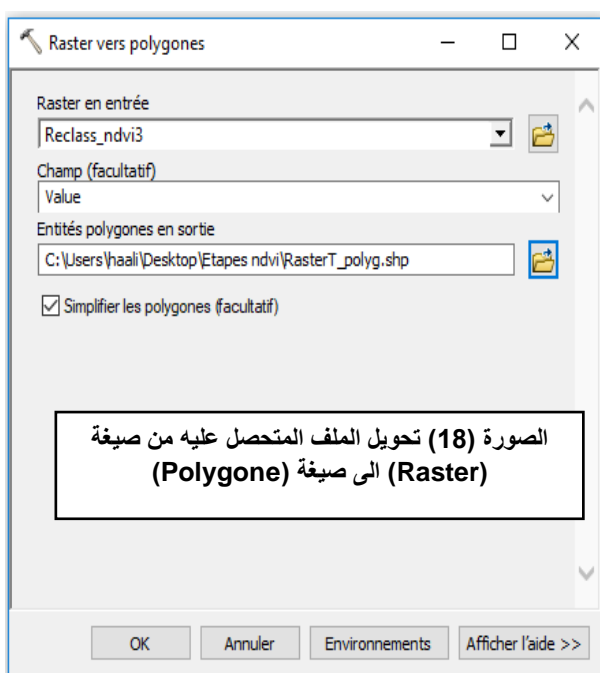 Raster vers polygones
Raster en entrée
Reclass_ndvi3
Champ (facultatif)
Value
Entités polygones en sortie
C:\Users\haali\Desktop\Etapes ndvi\RasterT_polyg.shp
Simplifier les polygones (facultatif)
الصورة (18) تحويل الملف المتحصل عليه من صيغة
(Raster) الى صيغة (Polygone)
OK
Annuler
Environnements
Afficher l'aide >>